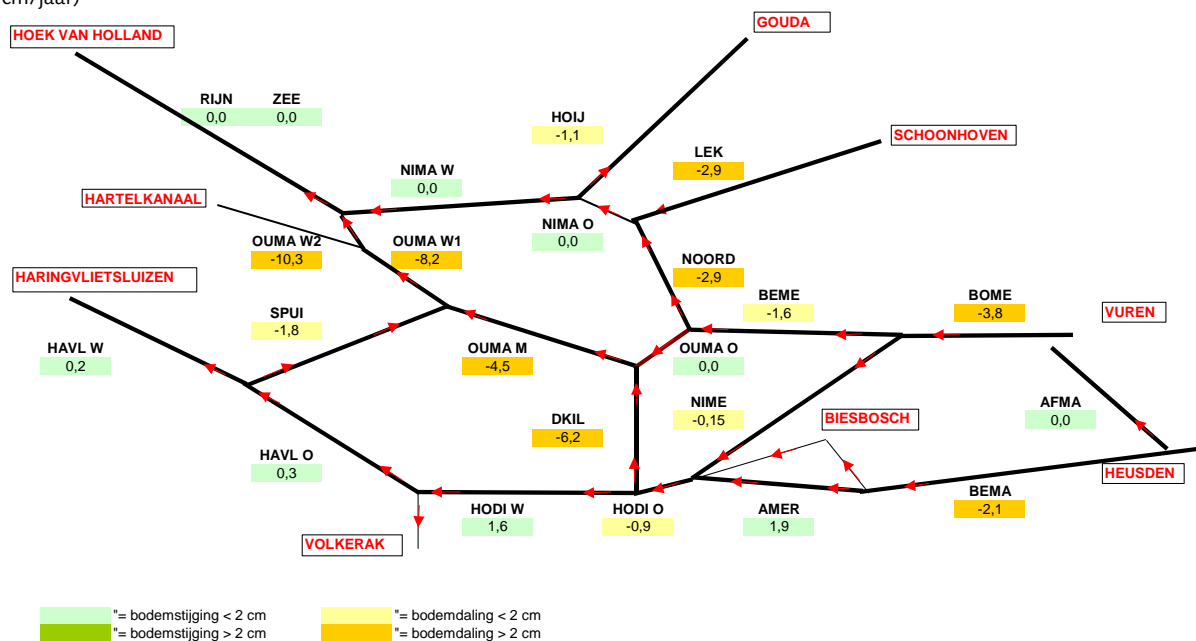 cm/jaar)
HOEK VAN HOLLAND
GOUDA
RIJN ZEE
0,0 0,0
HOIJ
-1,1
SCHOONHOVEN
LEK
-2,9
NIMA W
0,0
HARTELKANAAL
NIMA O
0,0
OUMA W2
-10,3
OUMA W1
-8,2
NOORD
-2,9
HARINGVLIETSLUIZEN
BEME
-1,6
BOME
-3,8
VUREN
SPUI
-1,8
HAVL W
0,2
OUMA M
-4,5
OUMA O
0,0
NIME
-0,15
AFMA
0,0
DKIL
-6,2
BIESBOSCH
HAVL O
0,3
HEUSDEN
BEMA
-2,1
HODI W
1,6
HODI O
-0,9
AMER
1,9
VOLKERAK
"= bodemstijging < 2 cm
"= bodemdaling < 2 cm
"= bodemstijging > 2 cm
"= bodemdaling > 2 cm